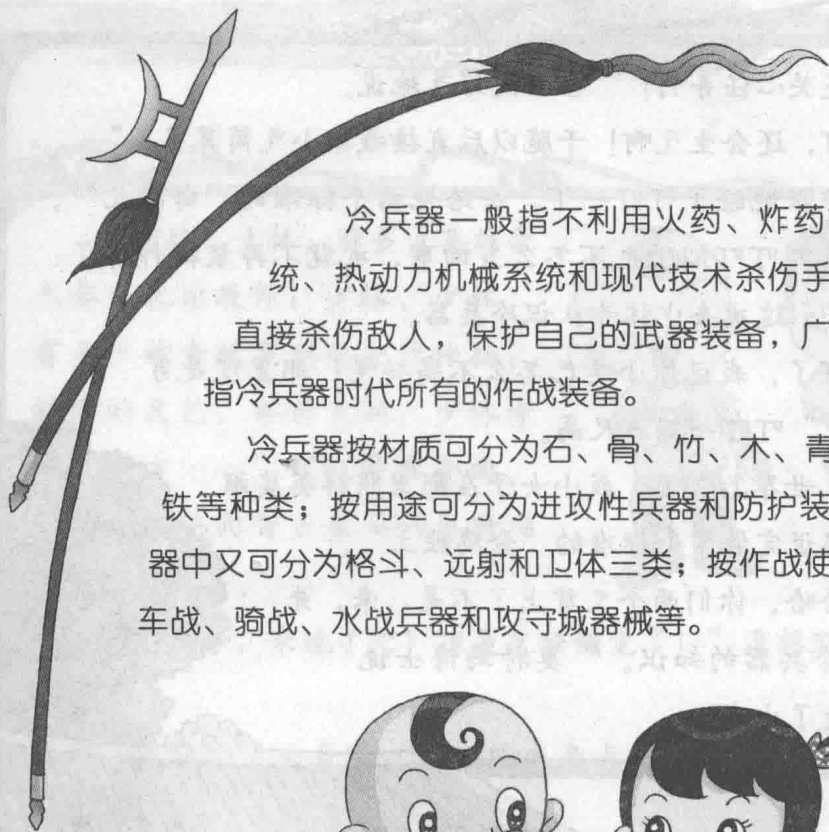 冷兵器一般指不利用火药、炸药
统、热动力机械系统和现代技术杀伤手
直接杀伤敌人，保护自己的武器装备，广
指冷兵器时代所有的作战装备。
冷兵器按材质可分为石、骨、竹、木、青
铁等种类；按用途可分为进攻性兵器和防护装
器中又可分为格斗、远射和卫体三类；按作战使
车战、骑战、水战兵器和攻守城器械等。